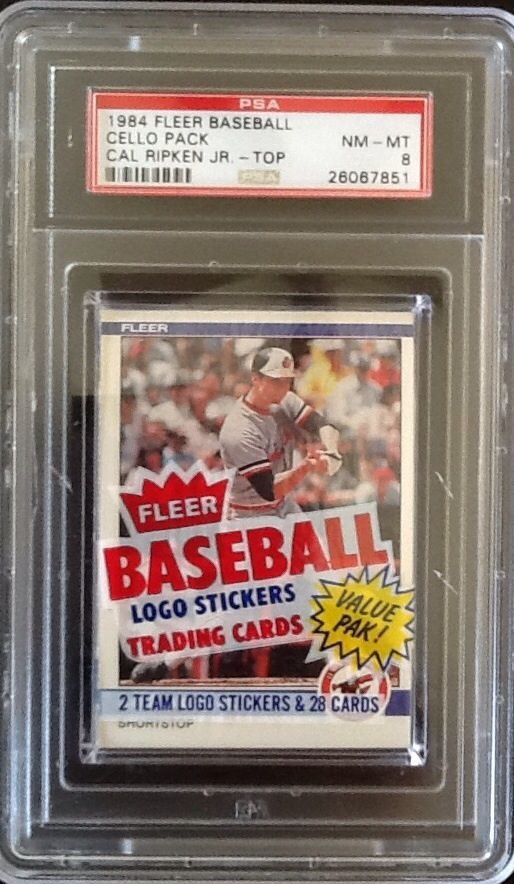 PSA
1984 FLEER BASEBALL
CELLO PACK NM - MT
CAL RIPKEN JR. - TOP 8
PSA 26067851
FLEER
FLEER
BASEBALL
LOGO STICKERS
TRADING CARDS
VALUE
PAK!
2 TEAM LOGO STICKERS & 28 CARDS
SHORTSTOP